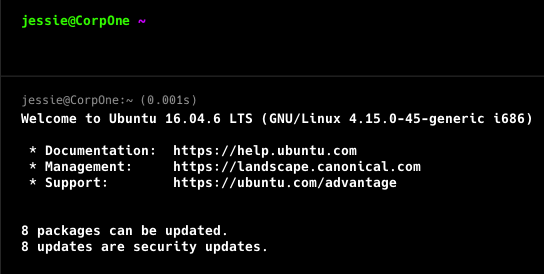 jessie@CorpOne ~
jessie@CorpOne:~ (0.001s)
Welcome to Ubuntu 16.04.6 LTS (GNU/Linux 4.15.0-45-generic i686)
* Documentation:  https://help.ubuntu.com
* Management:     https://landscape.canonical.com
* Support:        https://ubuntu.com/advantage
8 packages can be updated.
8 updates are security updates.